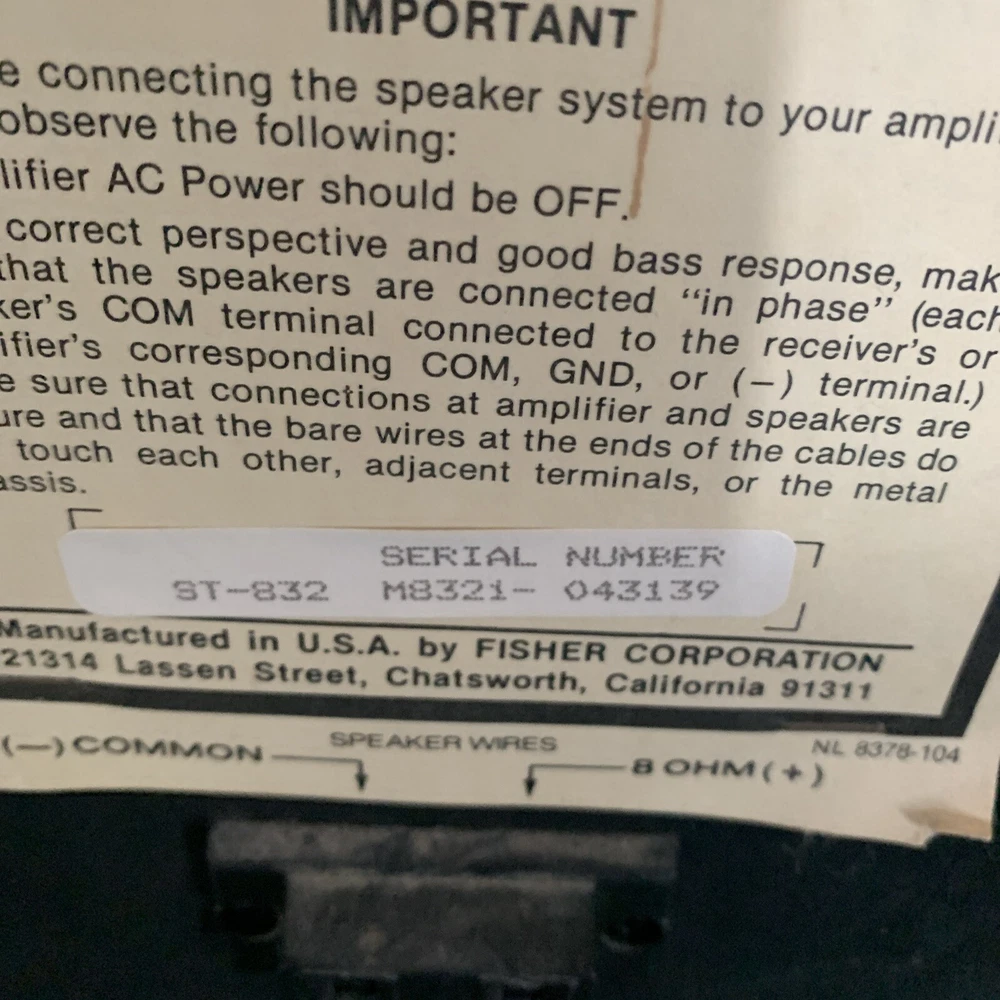 IMPORTANT
e connecting the speaker system to your ampli
observe the following:
lifier AC Power should be OFF.
correct perspective and good bass response, mak
that the speakers are connected “in phase” (each
ker's COM terminal connected to the receiver's or
ifier's corresponding COM, GND, or (−) terminal.)
e sure that connections at amplifier and speakers are
ure and that the bare wires at the ends of the cables do
touch each other, adjacent terminals, or the metal
assis.
SERIAL NUMBER
ST-832 M8321- 043139
Manufactured in U.S.A. by FISHER CORPORATION
21314 Lassen Street, Chatsworth, California 91311
NL 8378-104
(—) COMMON SPEAKER WIRES 8 OHM (+)